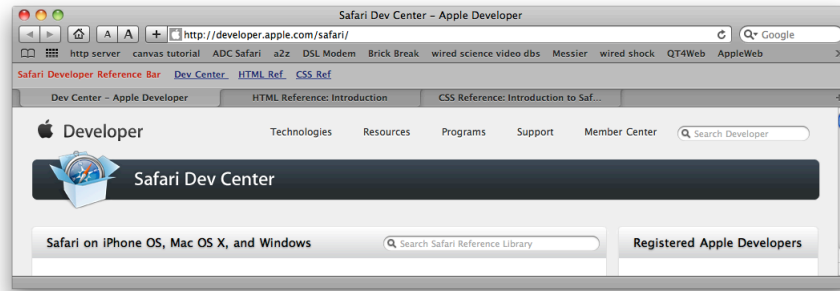 Safari Dev Center – Apple Developer
A A + http://developer.apple.com/safari/ Google
http server canvas tutorial ADC Safari a2z DSL Modem Brick Break wired science video dbs Messier wired shock QT4Web AppleWeb
Safari Developer Reference Bar Dev Center HTML Ref CSS Ref
Dev Center – Apple Developer HTML Reference: Introduction CSS Reference: Introduction to Saf...
Developer Technologies Resources Programs Support Member Center Search Developer
Safari Dev Center
Safari on iPhone OS, Mac OS X, and Windows Search Safari Reference Library Registered Apple Developers